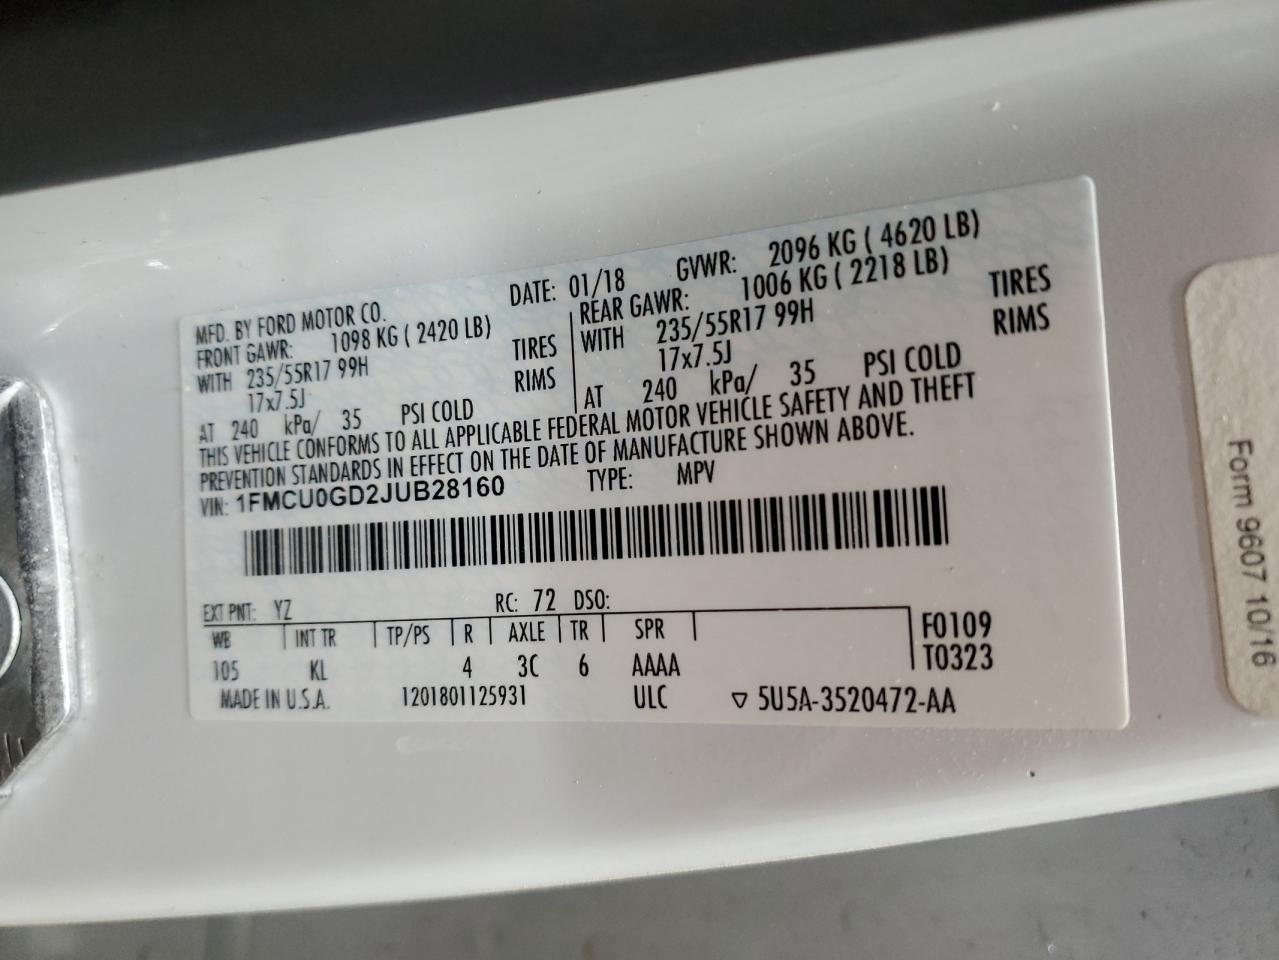 MFD. BY FORD MOTOR CO.
DATE: 01/18 GVWR: 2096 KG ( 4620 LB)
FRONT GAWR: 1098 KG ( 2420 LB)
WITH 235/55R17 99H TIRES
17x7.5J RIMS
AT 240 kPa/ 35 PSI COLD
REAR GAWR: 1006 KG ( 2218 LB)
WITH 235/55R17 99H TIRES
17x7.5J RIMS
AT 240 kPa/ 35 PSI COLD
THIS VEHICLE CONFORMS TO ALL APPLICABLE FEDERAL MOTOR VEHICLE SAFETY AND THEFT
PREVENTION STANDARDS IN EFFECT ON THE DATE OF MANUFACTURE SHOWN ABOVE.
VIN: 1FMCU0GD2JUB28160 TYPE: MPV
EXT PNT: YZ RC: 72 DSO:
WB INT TR TP/PS R AXLE TR SPR F0109
105 KL 4 3C 6 AAAA T0323
MADE IN U.S.A. 1201801125931 ULC ▽ 5U5A-3520472-AA
Form 9607 10/16